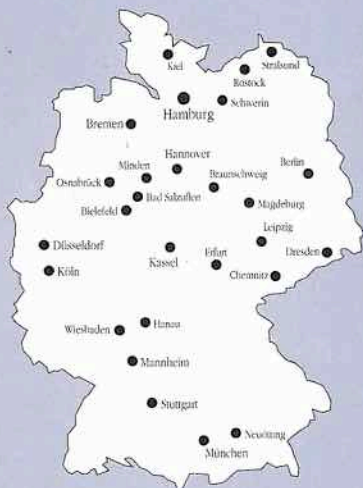 Kiel
Stralsund
Rostock
Schwerin
Hamburg
Bremen
Hannover
Berlin
Minden
Braunschweig
Osnabrück
Bad Salzuflen
Magdeburg
Bielefeld
Leipzig
Düsseldorf
Kassel
Erfurt
Dresden
Köln
Chemnitz
Wiesbaden
Hanau
Mannheim
Stuttgart
Neuötting
München